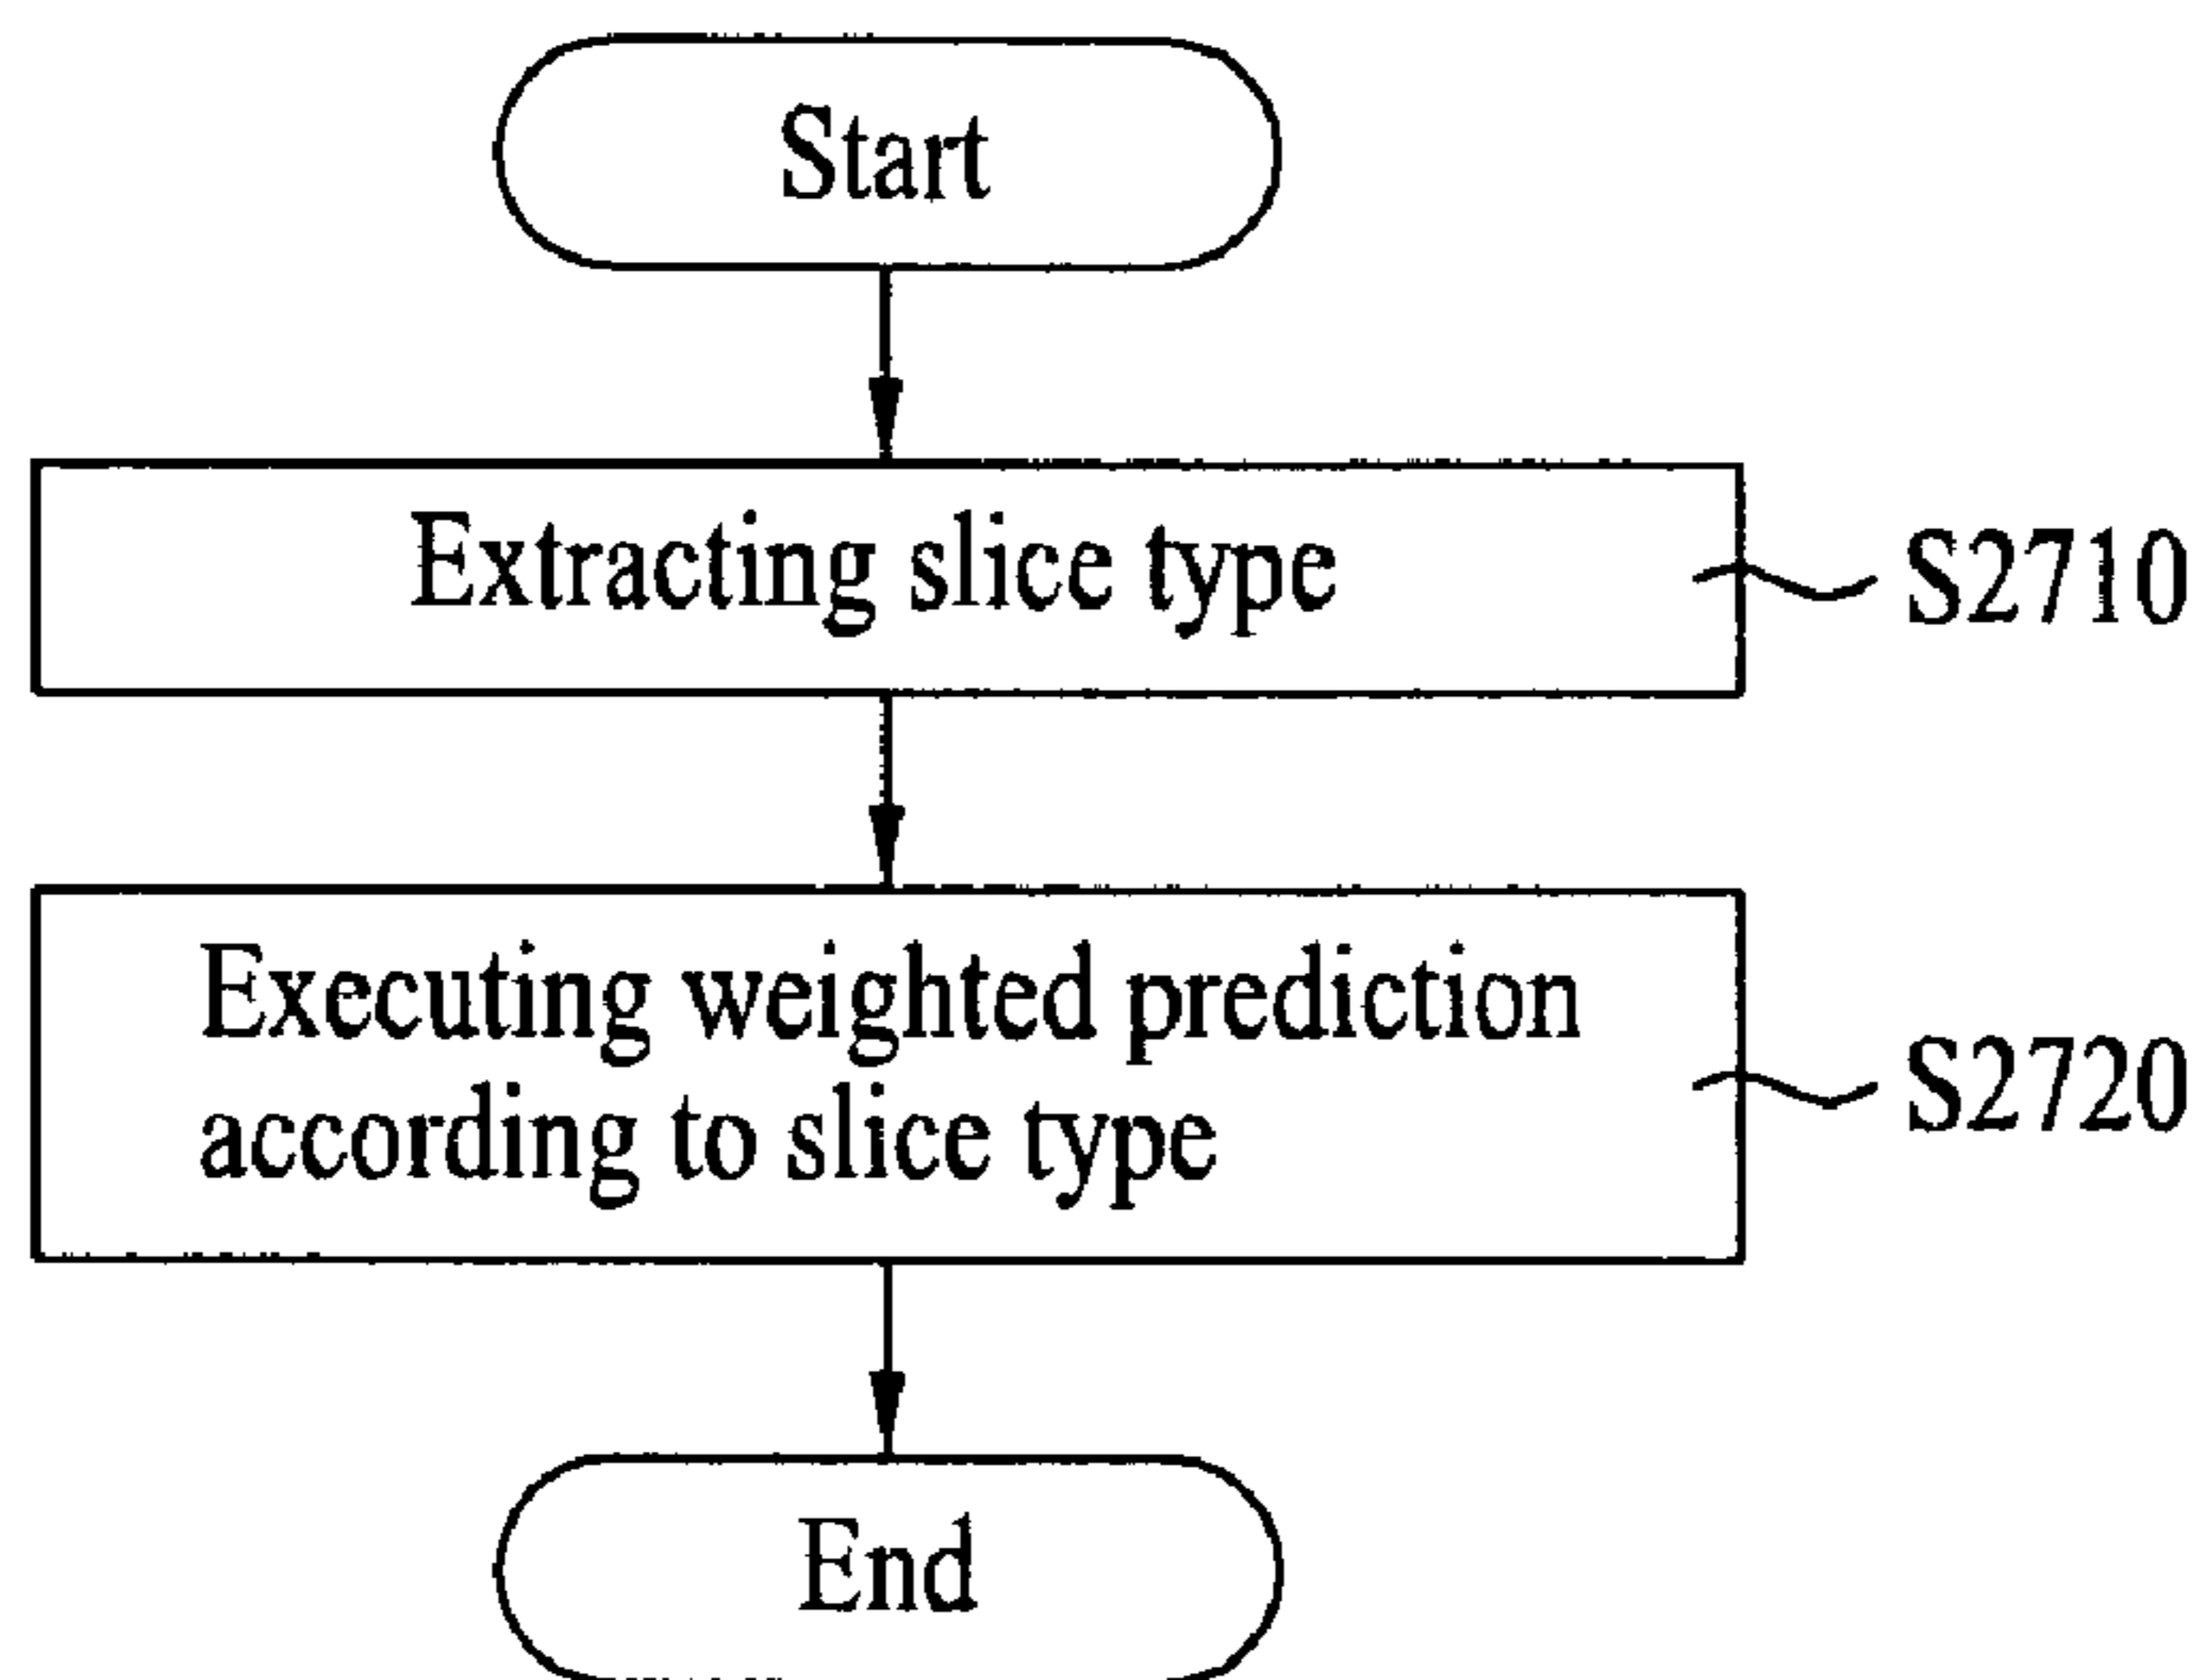 Start
Extracting slice type
S2710
Executing weighted prediction
according to slice type
S2720
End